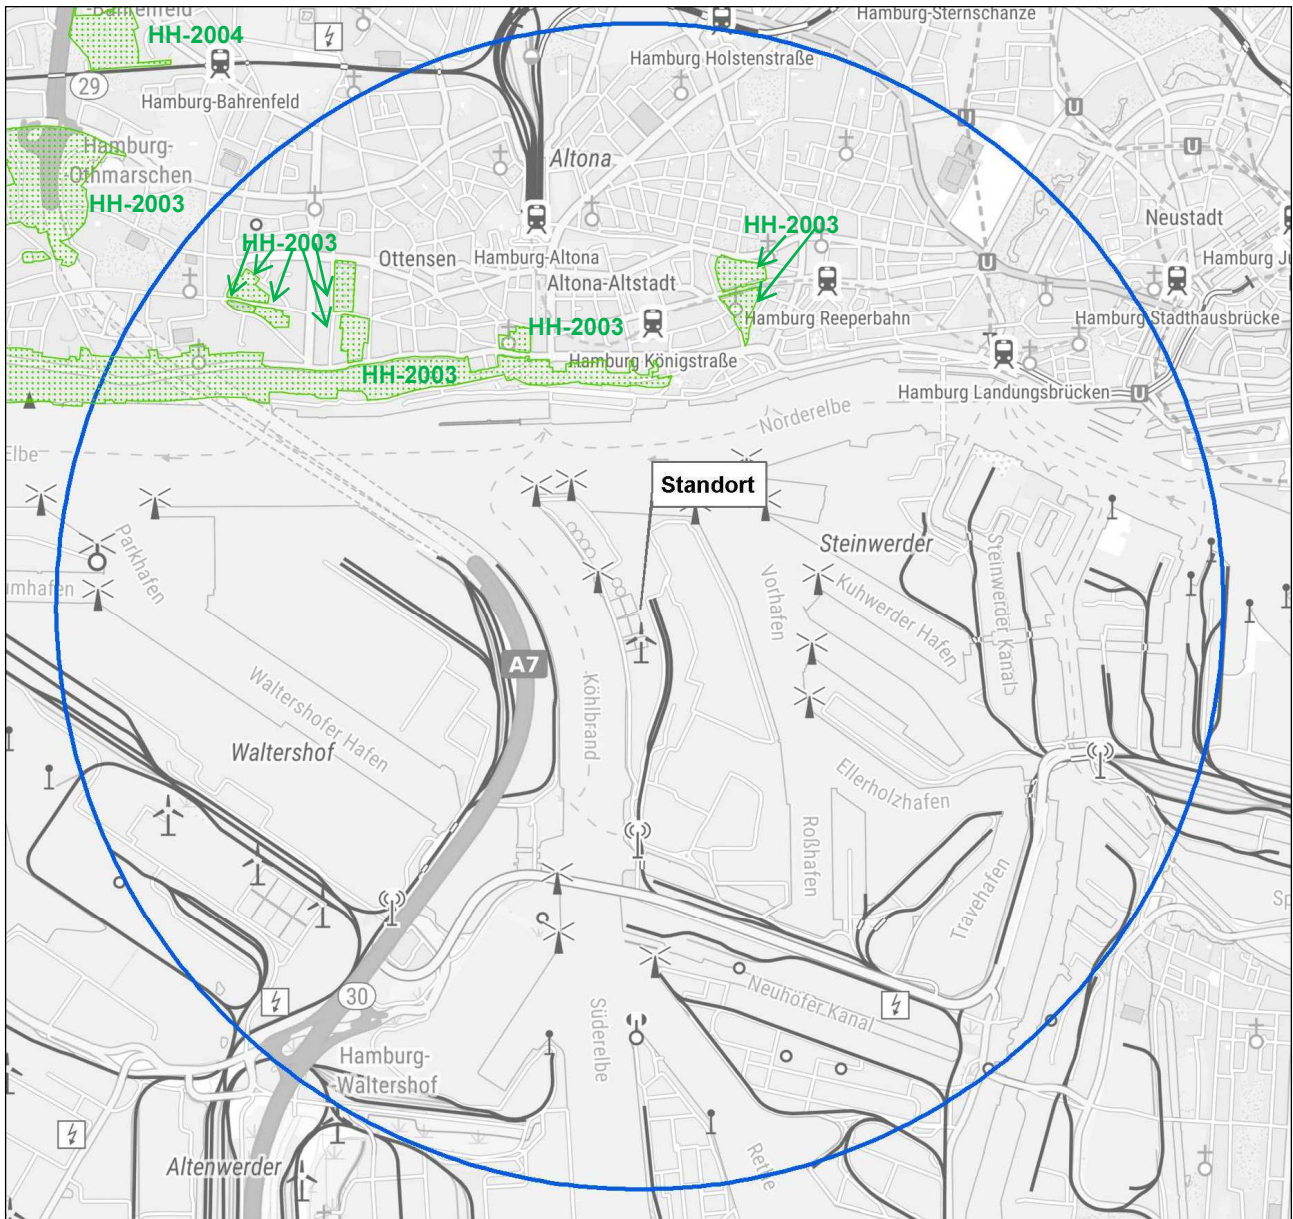 -Bahrenfeld
HH-2004
Hamburg-Sternschanze
Hamburg Holstenstraße
29
Hamburg-Bahrenfeld
U
U
Hamburg-
Othmarschen
Altona
U
HH-2003
HH-2003
HH-2003
Neustadt
Ottensen
Hamburg-Altona
U
Altona-Altstadt
Hamburg Reeperbahn
Hamburg Stadthausbrücke
HH-2003
Hamburg Königstraße
HH-2003
Hamburg Landungsbrücken
U
Norderelbe
Elbe
Standort
Parkhafen
Steinwerder
Vorhafen
Kuhwerder Hafen
Steinwerder Kanal
A7
Köhlbrand
Waltershofer Hafen
Waltershof
Ellerholzhafen
Roßhafen
Travehafen
30
Neuhöfer Kanal
Süderelbe
Hamburg-
-Waltershof
Altenwerder